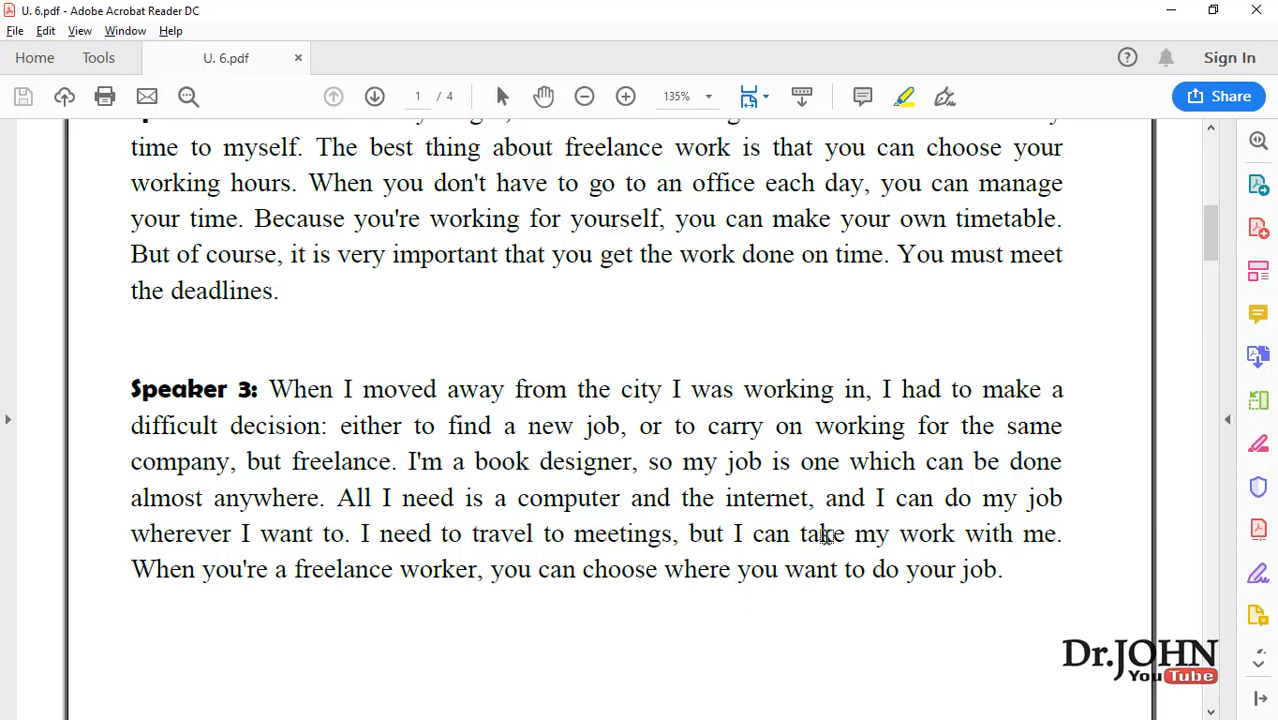 U. 6.pdf - Adobe Acrobat Reader DC
File Edit View Window Help
Home Tools U. 6.pdf × Sign In
1 / 4 135% Share
time to myself. The best thing about freelance work is that you can choose your
working hours. When you don't have to go to an office each day, you can manage
your time. Because you're working for yourself, you can make your own timetable.
But of course, it is very important that you get the work done on time. You must meet
the deadlines.
Speaker 3: When I moved away from the city I was working in, I had to make a
difficult decision: either to find a new job, or to carry on working for the same
company, but freelance. I'm a book designer, so my job is one which can be done
almost anywhere. All I need is a computer and the internet, and I can do my job
wherever I want to. I need to travel to meetings, but I can take my work with me.
When you're a freelance worker, you can choose where you want to do your job.
Dr.JOHN
You Tube